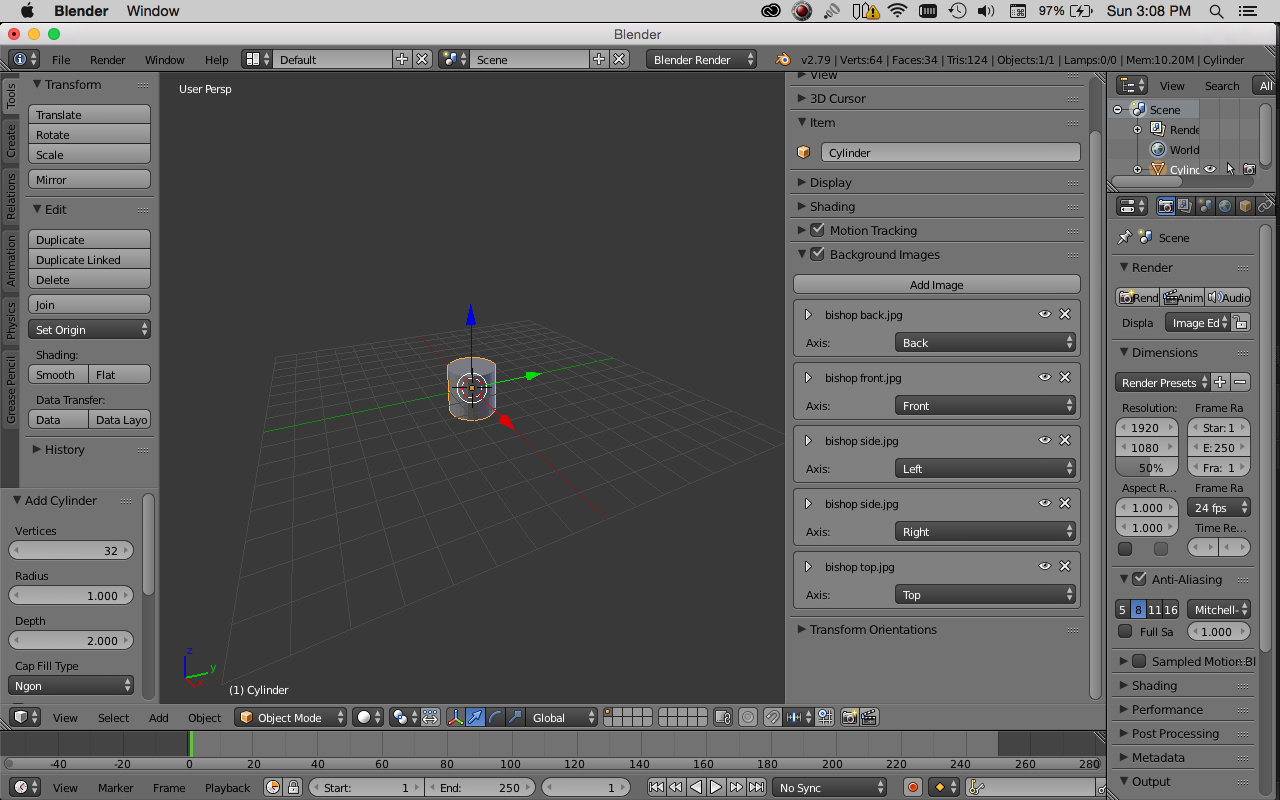 Blender Window 97% Sun 3:08 PM
Blender
File Render Window Help Default Scene Blender Render v2.79 | Verts:64 | Faces:34 | Tris:124 | Objects:1/1 | Lamps:0/0 | Mem:10.20M | Cylinder
Tools
Create
Relations
Animation
Physics
Grease Pencil
Transform
Translate
Rotate
Scale
Mirror
Edit
Duplicate
Duplicate Linked
Delete
Join
Set Origin
Shading:
Smooth Flat
Data Transfer:
Data Data Layo
History
Add Cylinder
Vertices
32
Radius
1.000
Depth
2.000
Cap Fill Type
Ngon
User Persp
z
y
(1) Cylinder
View
3D Cursor
Item
Cylinder
Display
Shading
Motion Tracking
Background Images
Add Image
bishop back.jpg
Axis: Back
bishop front.jpg
Axis: Front
bishop side.jpg
Axis: Left
bishop side.jpg
Axis: Right
bishop top.jpg
Axis: Top
Transform Orientations
View Search All
Scene
Rende
World
Cylinc
Scene
Render
Rend Anim Audio
Displa Image Ed
Dimensions
Render Presets
Resolution: Frame Ra
1920 Star: 1
1080 E: 250
50% Fra: 1
Aspect R... Frame Ra
1.000 24 fps
1.000 Time Re...
Anti-Aliasing
5 8 11 16 Mitchell-
Full Sa 1.000
Sampled Motion Bl
Shading
Performance
Post Processing
Metadata
Output
View Select Add Object Object Mode Global
-40 -20 0 20 40 60 80 100 120 140 160 180 200 220 240 260 280
View Marker Frame Playback Start: 1 End: 250 1 No Sync